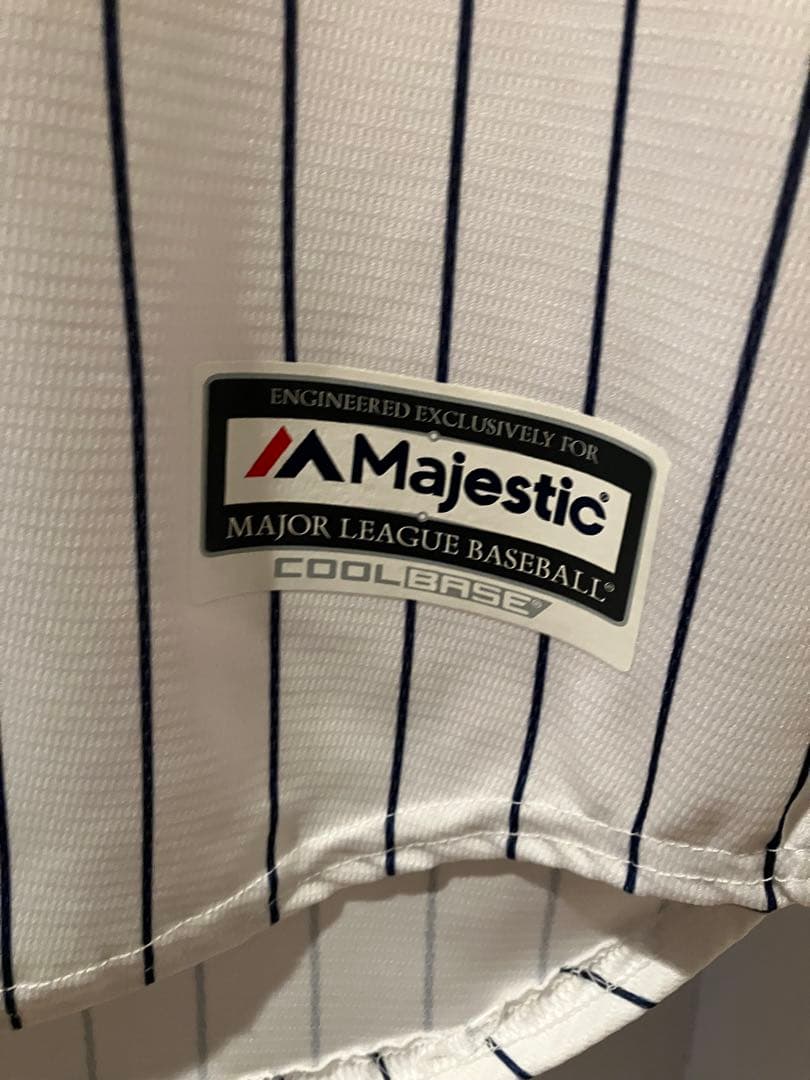 ENGINEERED EXCLUSIVELY FOR
Majestic®
MAJOR LEAGUE BASEBALL®
COOLBASE®